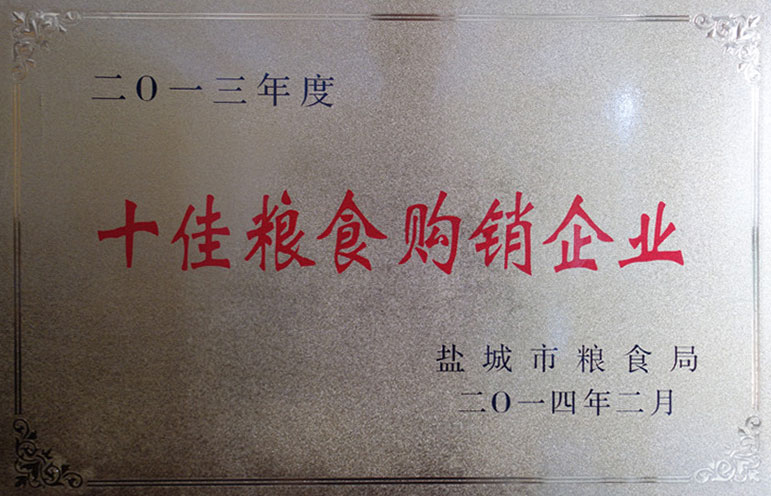 二O一三年度
十佳粮食购销企业
盐城市粮食局
二O一四年二月